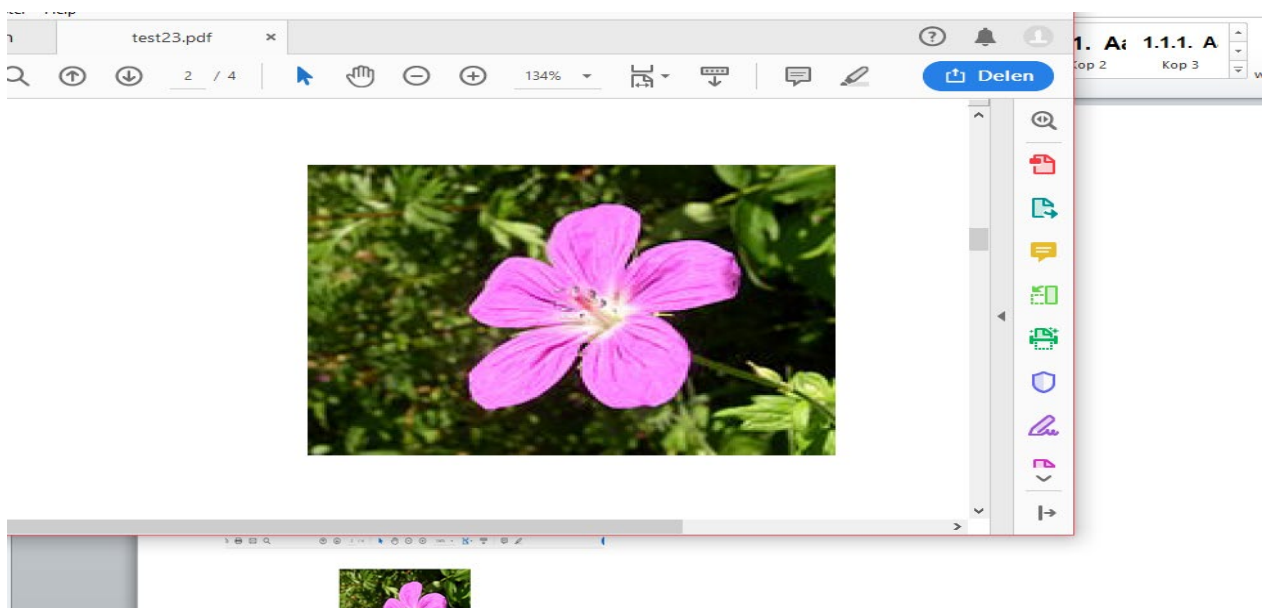 Help
test23.pdf ×
1. Aa 1.1.1. A
Kop 2 Kop 3
2 / 4
134%
Delen